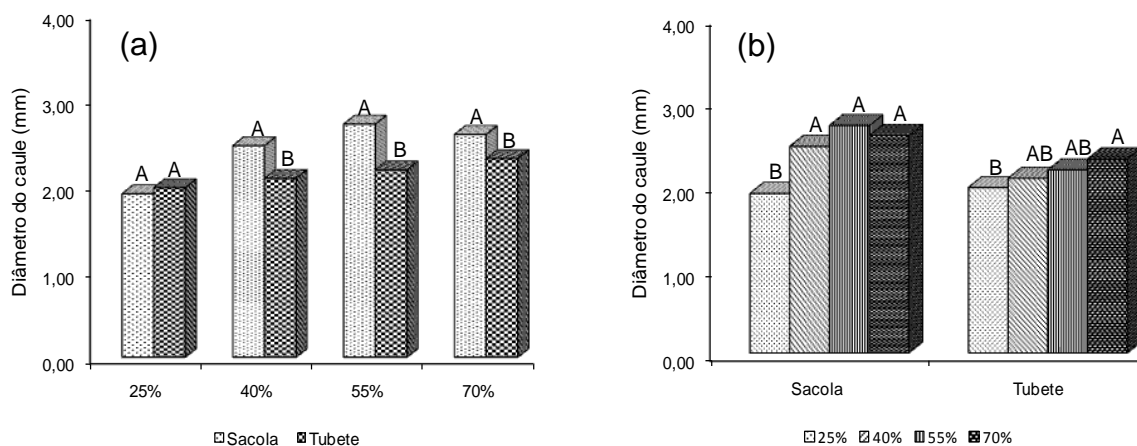 (a)
Diâmetro do caule (mm)
4,00
3,00
2,00
1,00
0,00
A A
A B
A B
A B
25% 40% 55% 70%
Sacola Tubete
(b)
Diâmetro do caule (mm)
4,00
3,00
2,00
1,00
0,00
B A A A
B AB AB A
Sacola Tubete
25% 40% 55% 70%